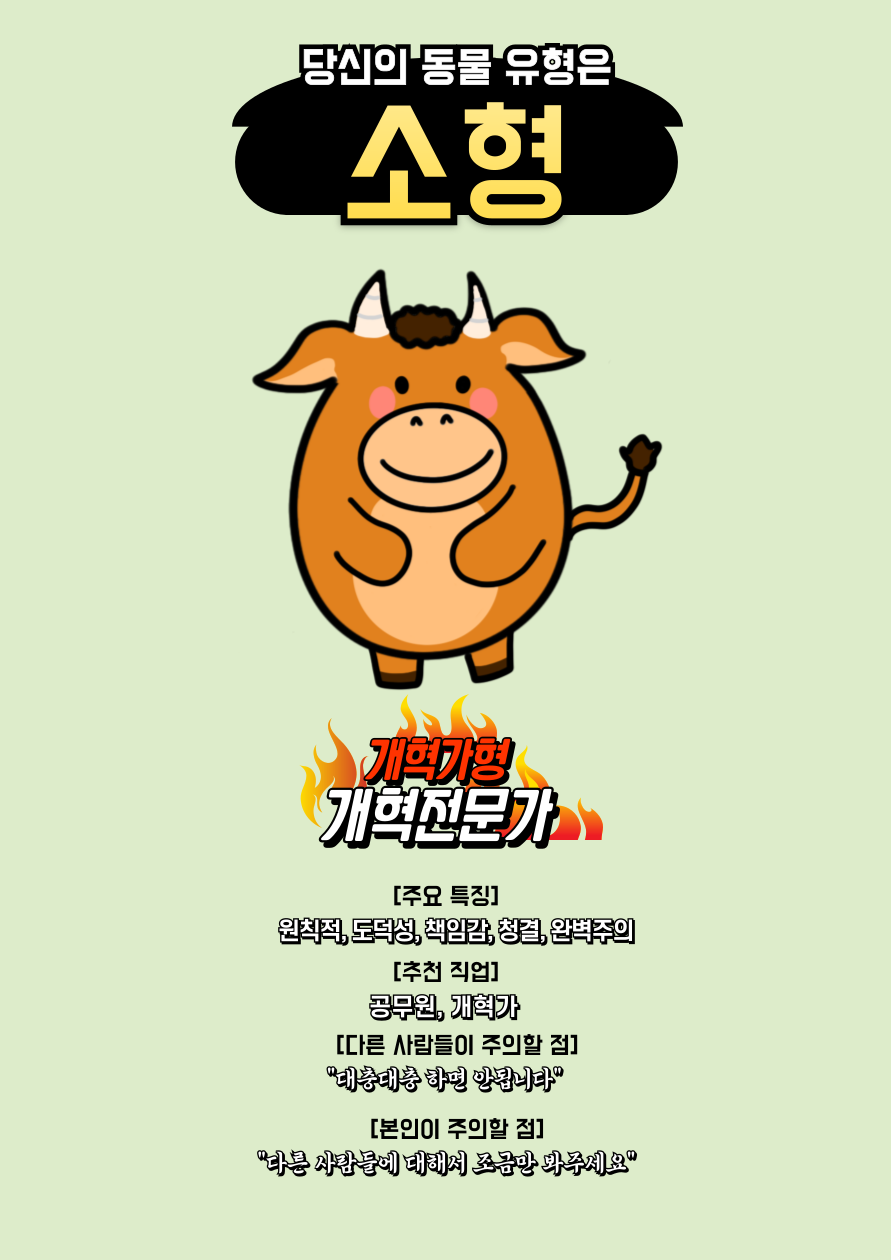 당신의 동물 유형은
소형
개혁가형
개혁전문가
[주요 특징]
원칙적, 도덕성, 책임감, 청결, 완벽주의
[추천 직업]
공무원, 개혁가
[다른 사람들이 주의할 점]
"대충대충 하면 안됩니다"
[본인이 주의할 점]
"다른 사람들에 대해서 조금만 봐주세요"